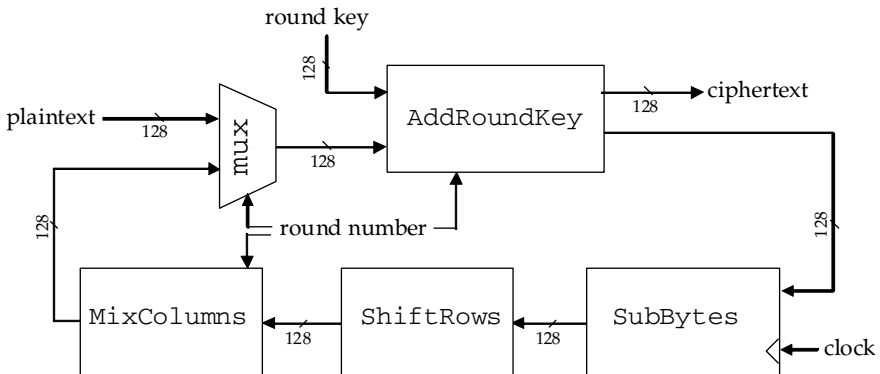 round key
128
plaintext
128
mux
128
AddRoundKey
128
ciphertext
128
128
round number
MixColumns
128
ShiftRows
128
SubBytes
clock